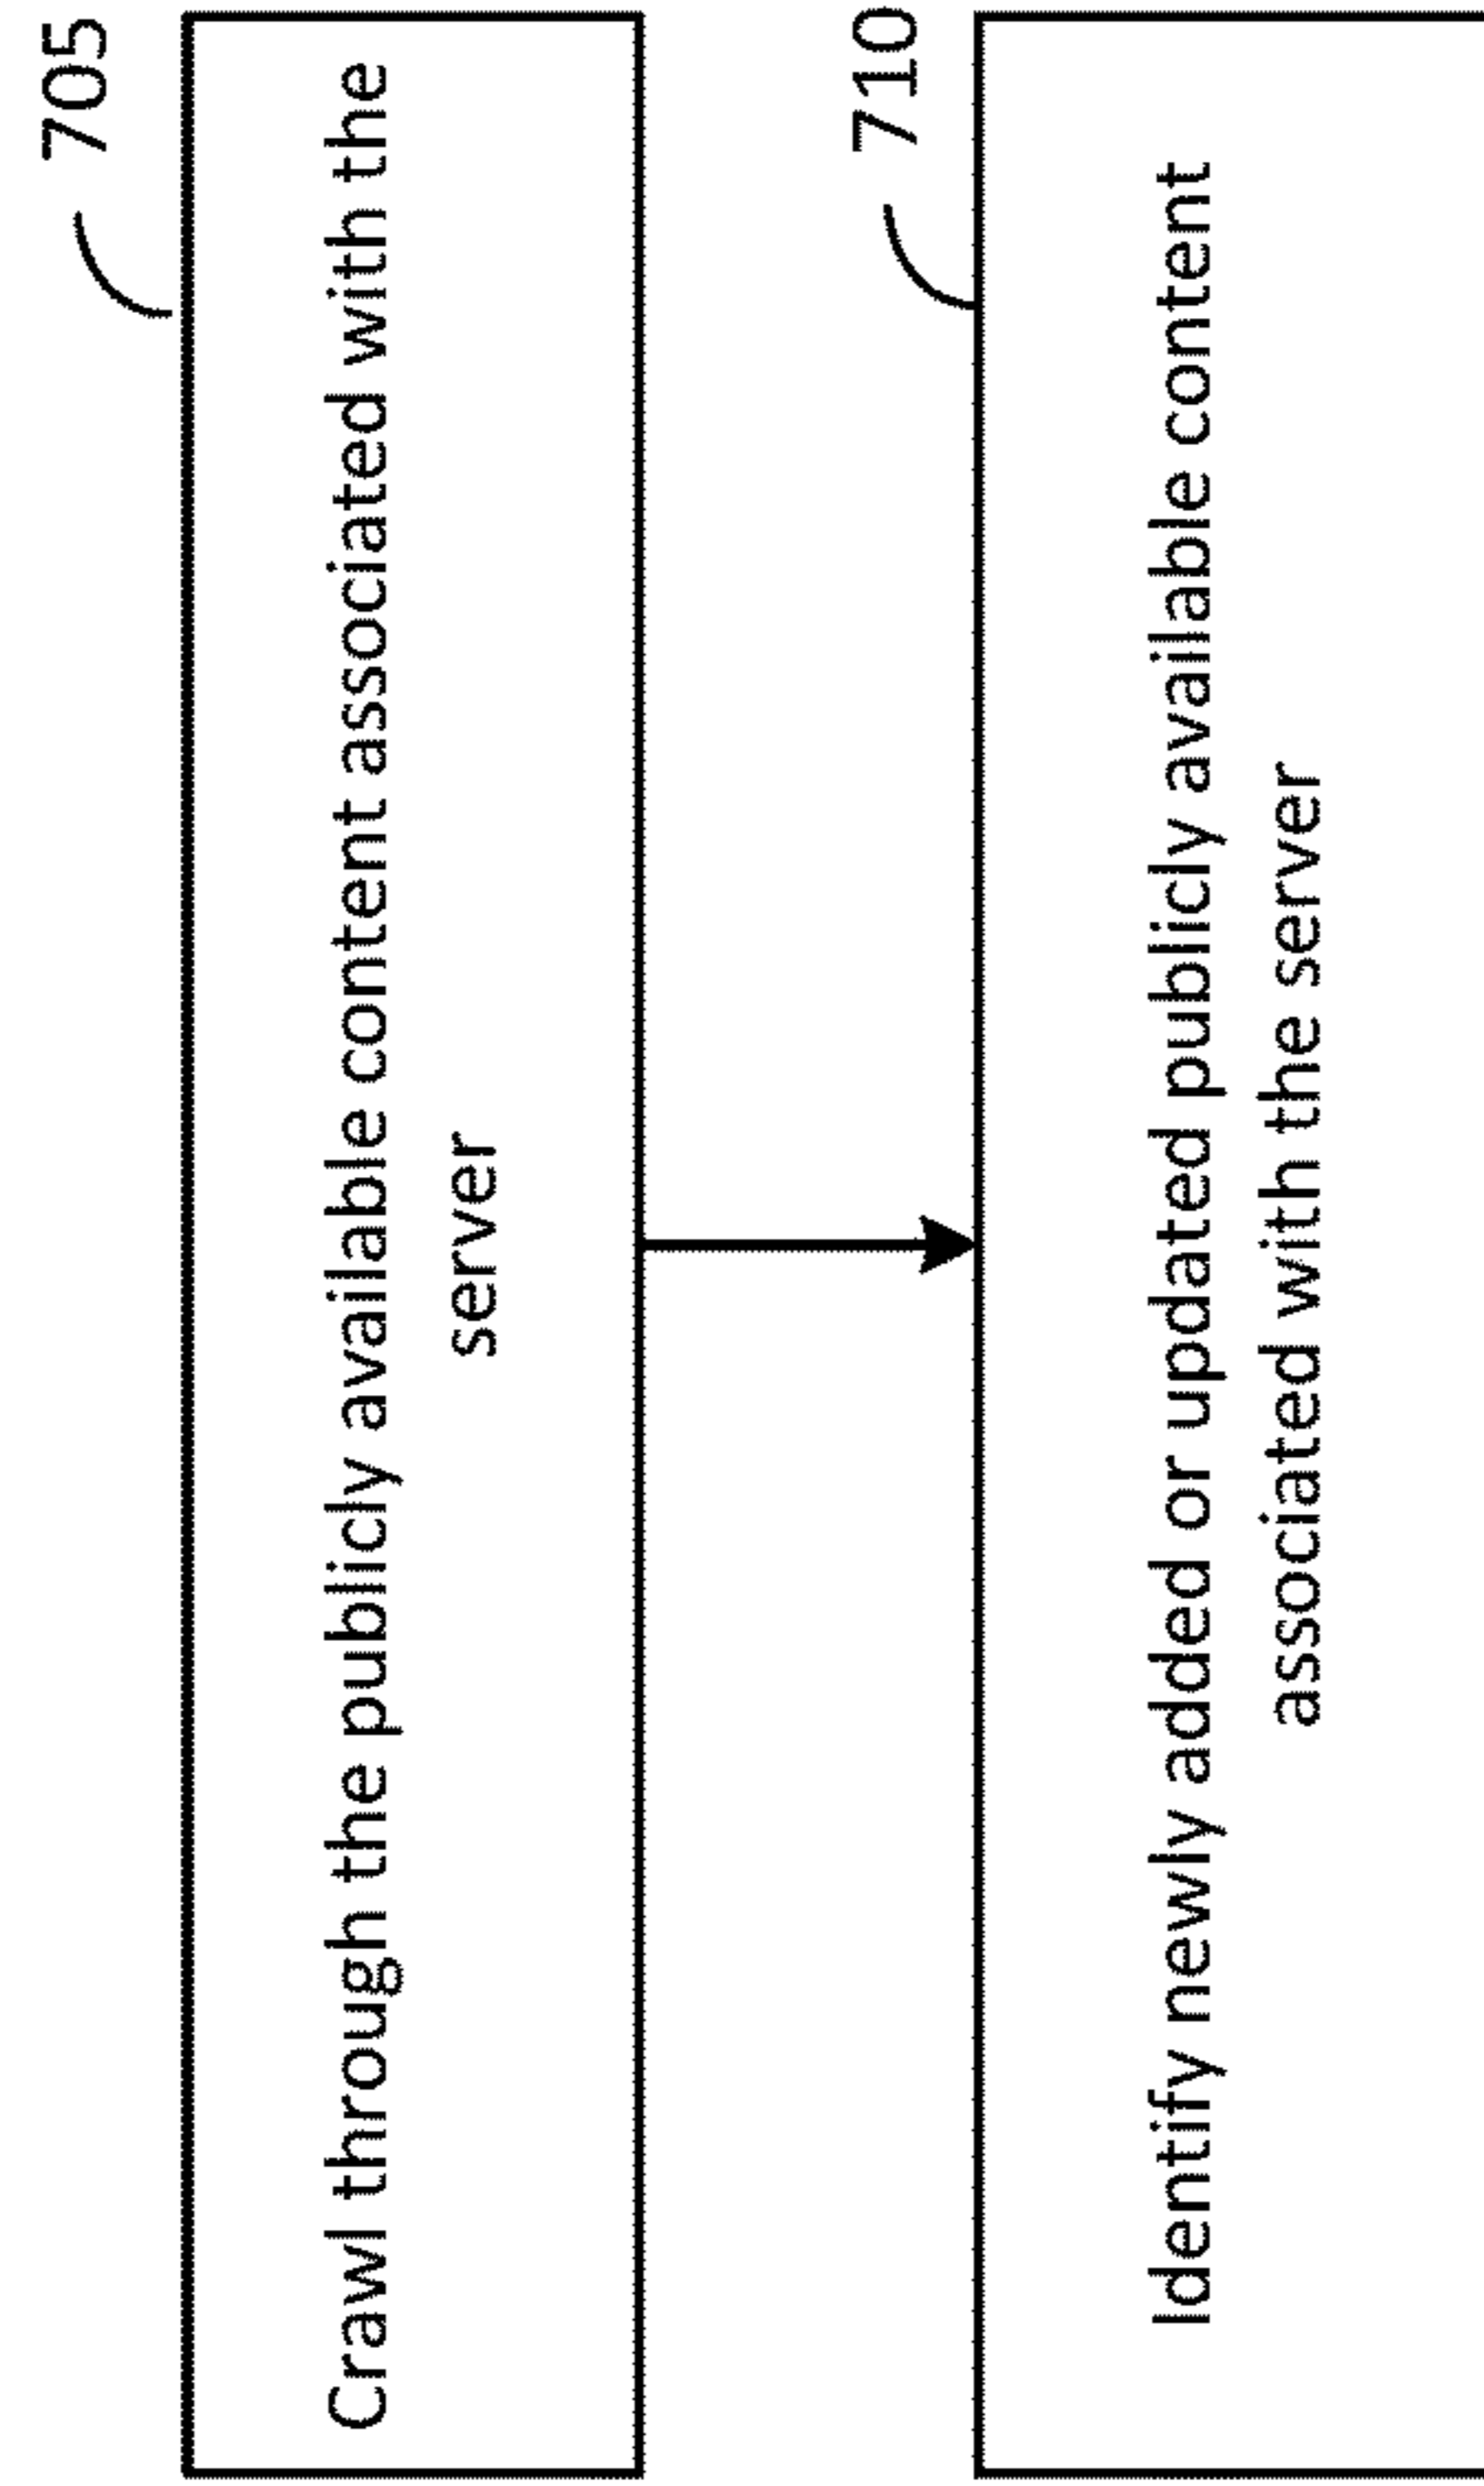 705
Crawl through the publicly available content associated with the
server
710
Identify newly added or updated publicly available content
associated with the server